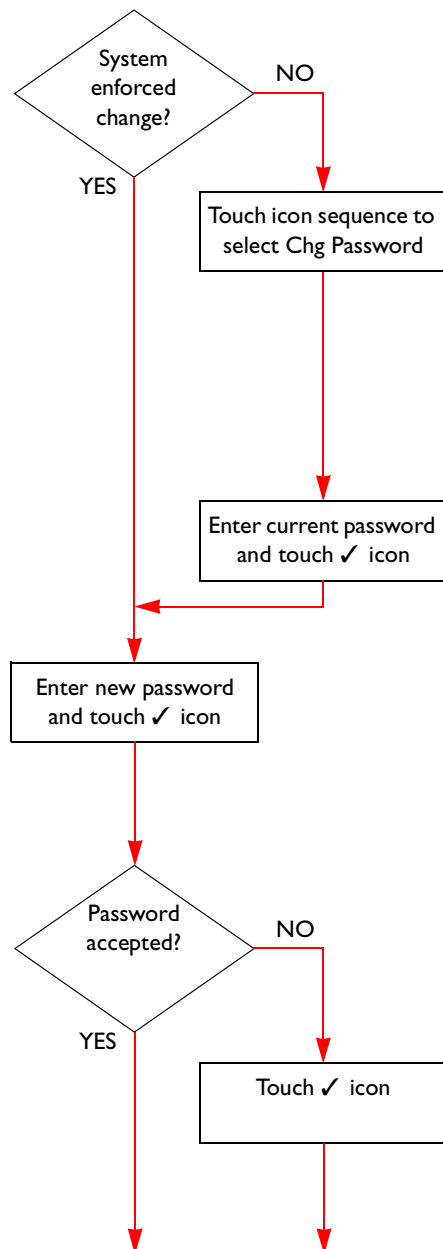 System
enforced
change?
NO
YES
Touch icon sequence to
select Chg Password
Enter current password
and touch ✓ icon
Enter new password
and touch ✓ icon
Password
accepted?
NO
YES
Touch ✓ icon